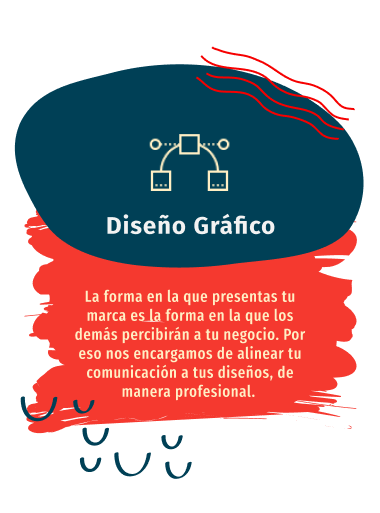 Diseño Gráfico
La forma en la que presentas tu
marca es la forma en la que los
demás percibirán a tu negocio. Por
eso nos encargamos de alinear tu
comunicación a tus diseños, de
manera profesional.